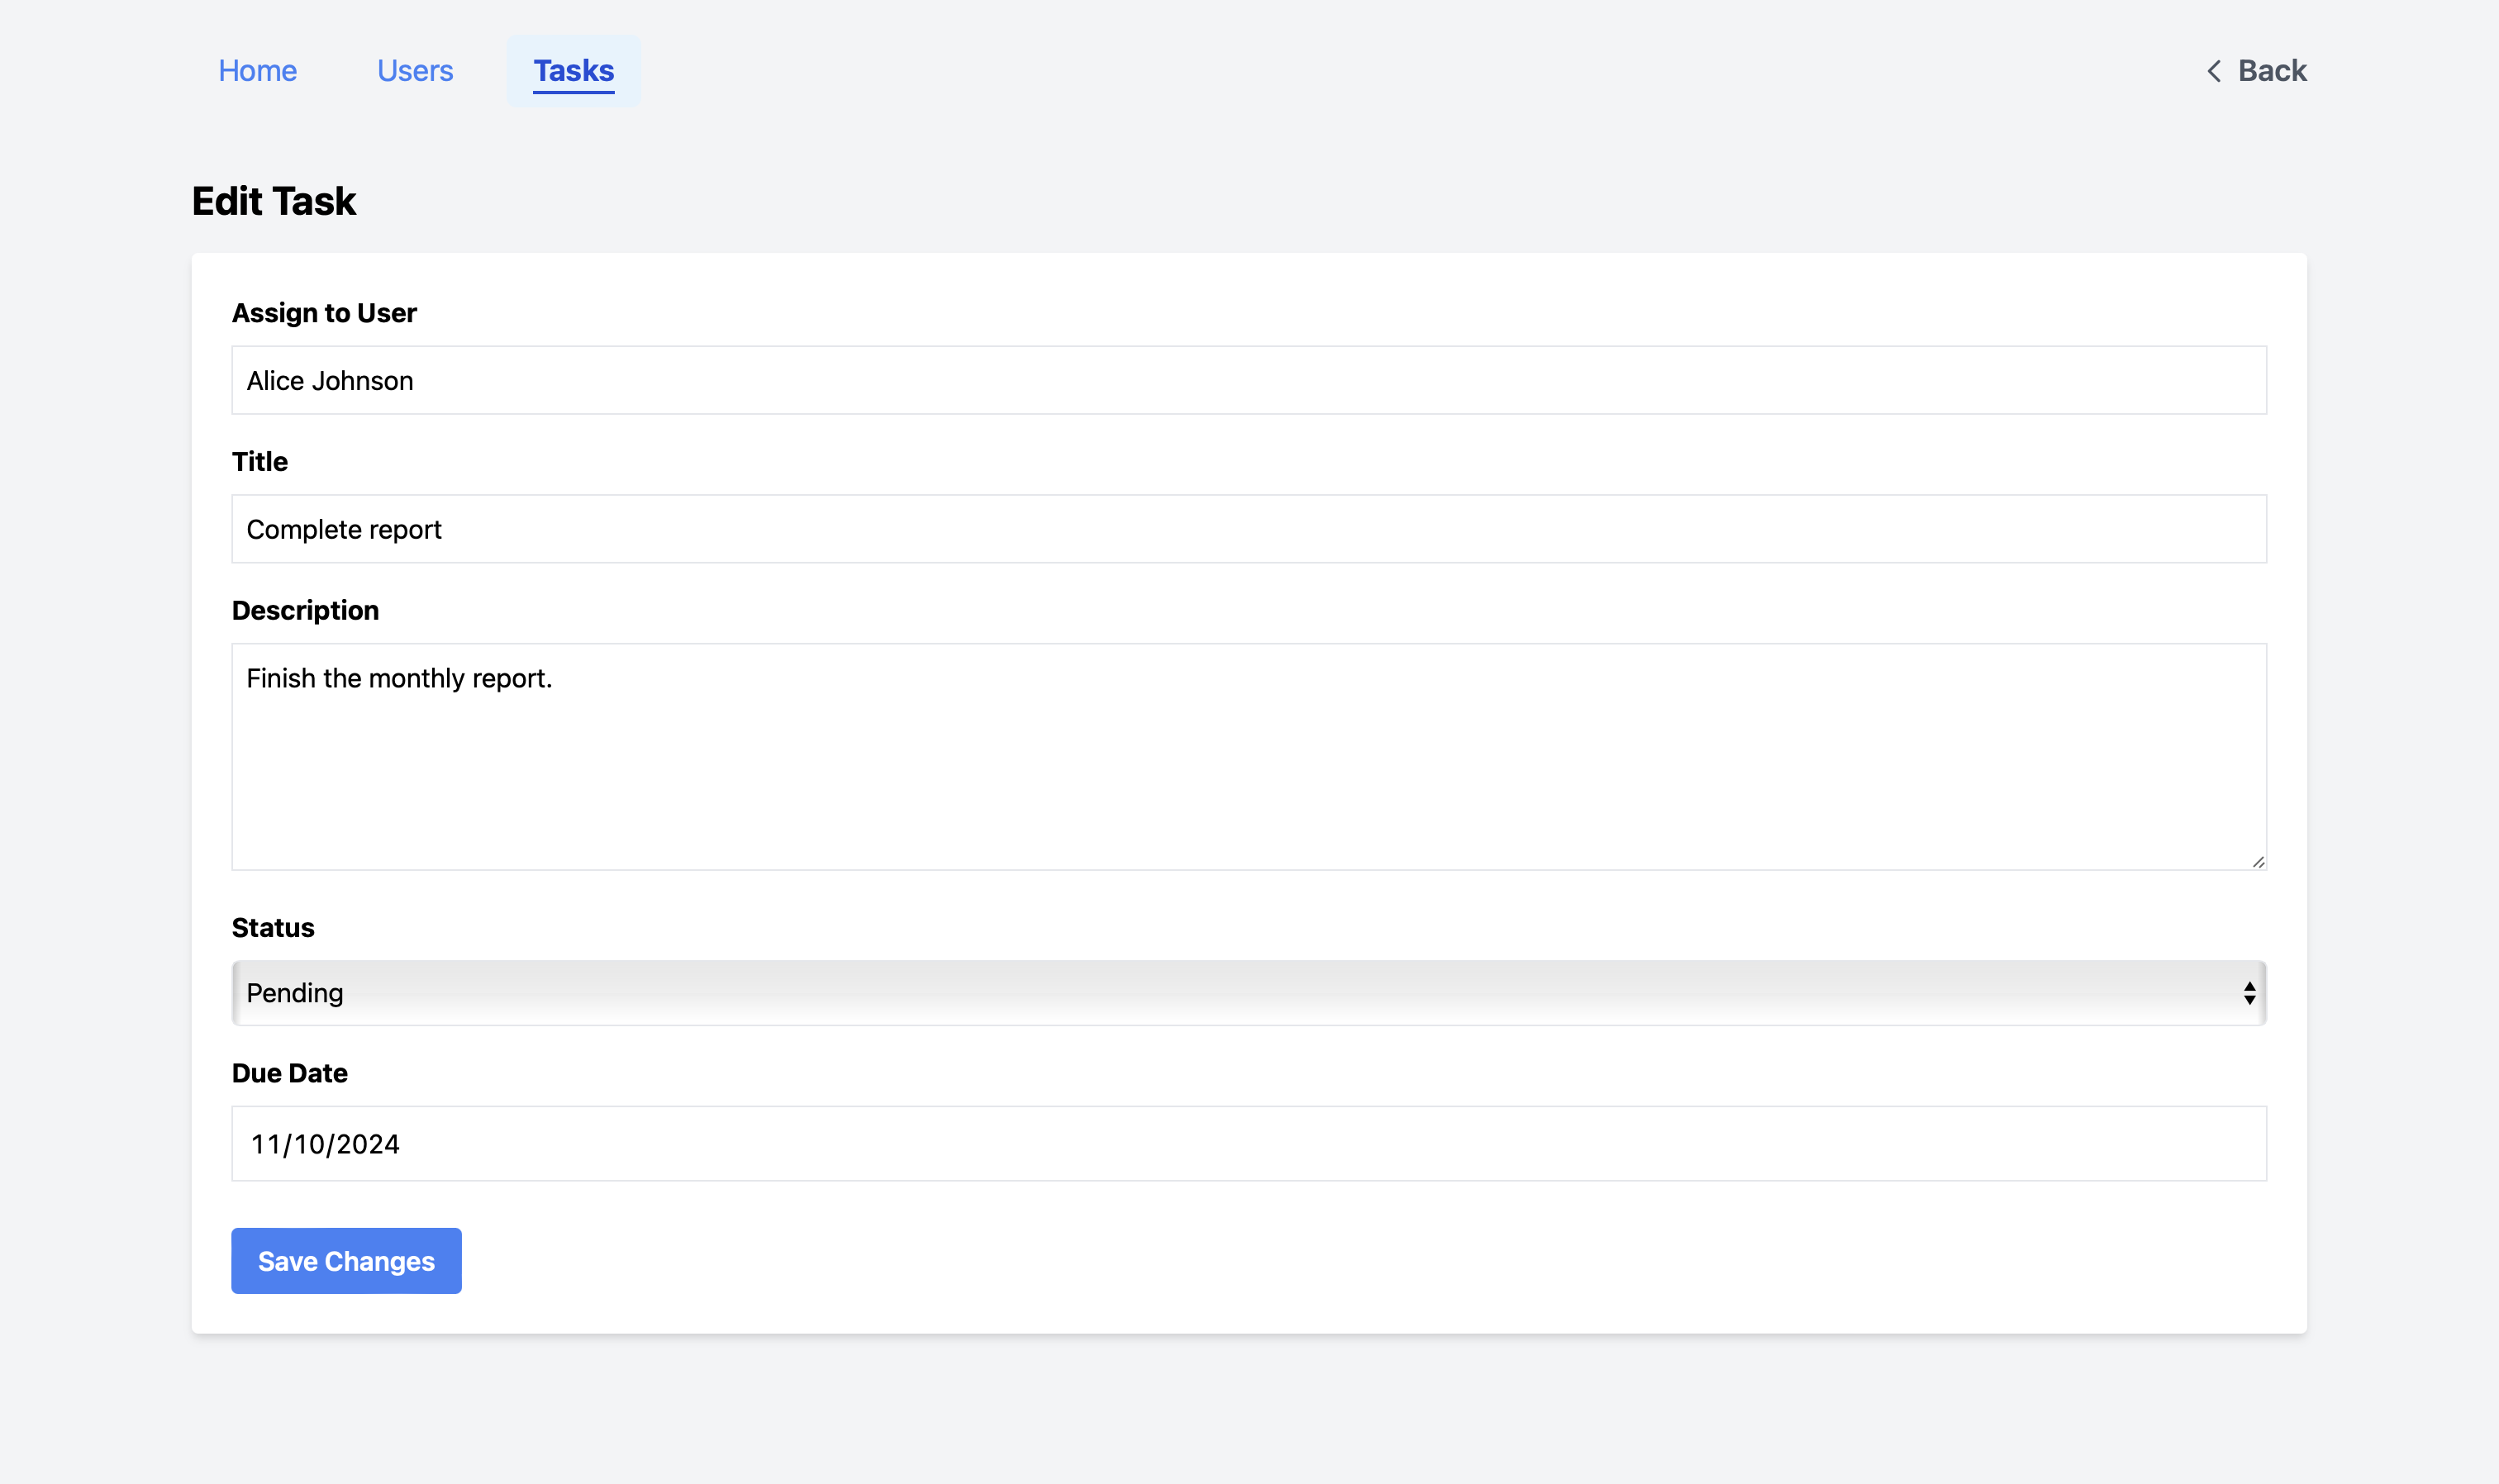 Home Users Tasks Back
Edit Task
Assign to User
Alice Johnson
Title
Complete report
Description
Finish the monthly report.
Status
Pending
Due Date
11/10/2024
Save Changes